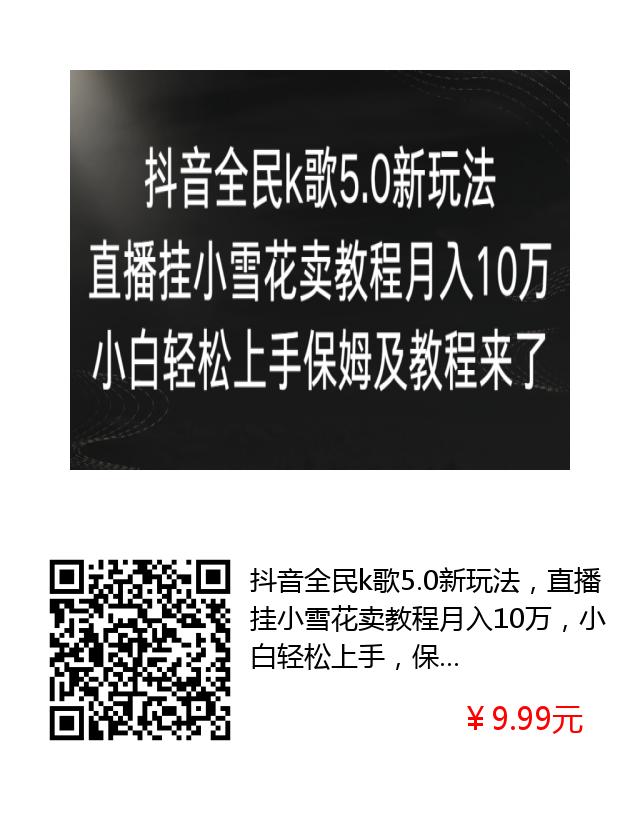 抖音全民k歌5.0新玩法
直播挂小雪花卖教程月入10万
小白轻松上手保姆及教程来了
抖音全民k歌5.0新玩法，直播
挂小雪花卖教程月入10万，小
白轻松上手，保...
¥9.99元